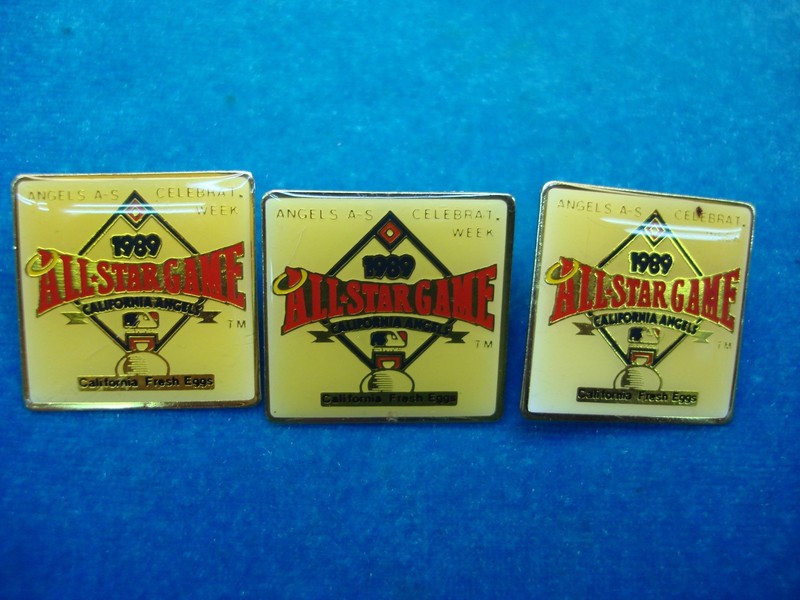 ANGELS A-S CELEBRAT.
WEEK
1989
ALL-STAR GAME
CALIFORNIA ANGELS
TM
California Fresh Eggs
ANGELS A-S CELEBRAT.
WEEK
1989
ALL-STAR GAME
CALIFORNIA ANGELS
TM
California Fresh Eggs
ANGELS A-S CELEBRAT.
1989
ALL-STAR GAME
CALIFORNIA ANGELS
TM
California Fresh Eggs